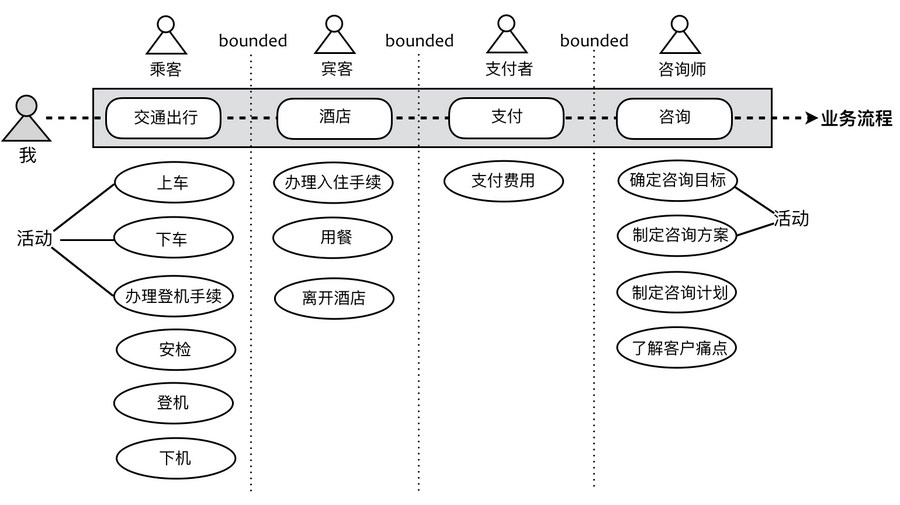 bounded
bounded
bounded
乘客
宾客
支付者
咨询师
我
交通出行
酒店
支付
咨询
业务流程
活动
上车
下车
办理登机手续
安检
登机
下机
办理入住手续
用餐
离开酒店
支付费用
确定咨询目标
制定咨询方案
制定咨询计划
了解客户痛点
活动